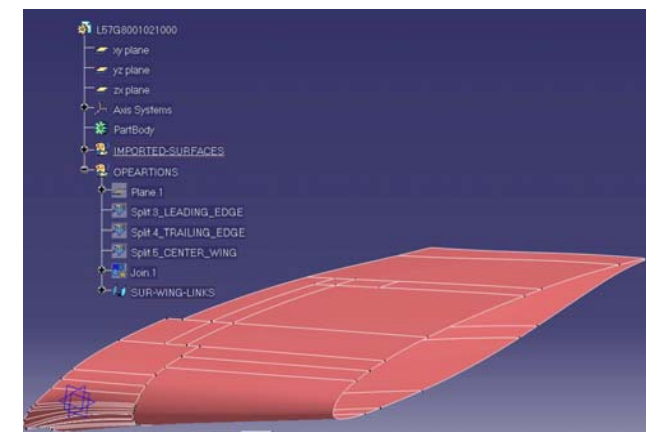 L57G8001021000
xy plane
yz plane
zx plane
Axis Systems
PartBody
IMPORTED-SURFACES
OPEARTIONS
Plane.1
Split.3_LEADING_EDGE
Split.4_TRAILING_EDGE
Split.5_CENTER_WING
Join.1
SUR-WING-LINKS